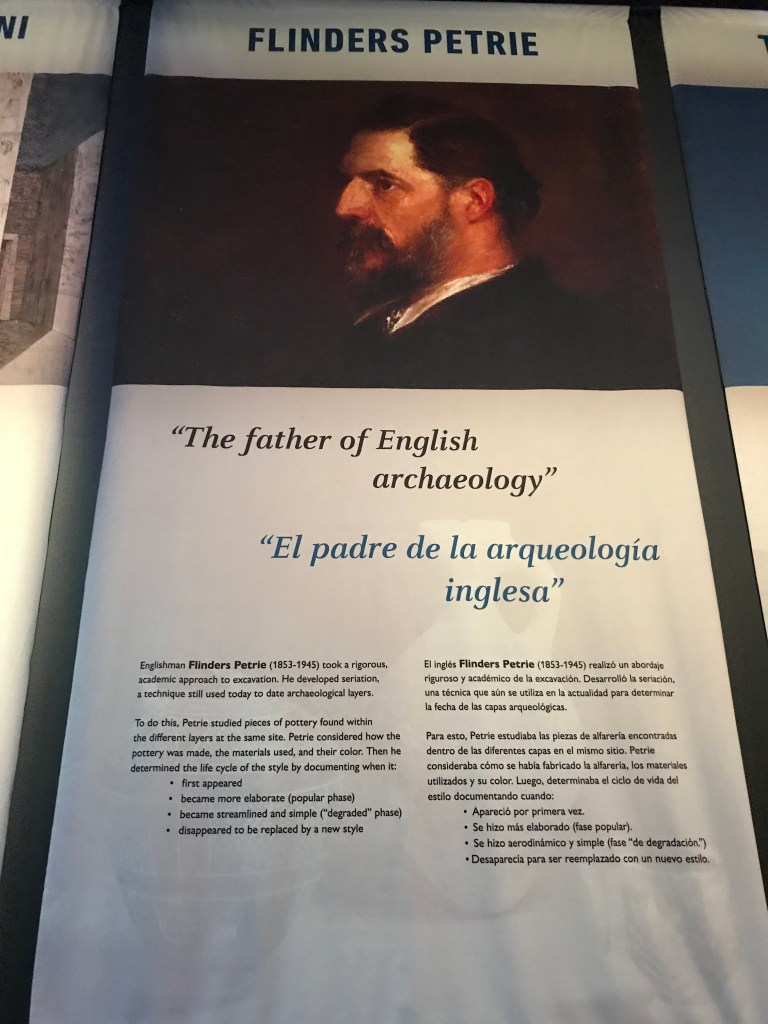 NI
FLINDERS PETRIE
“The father of English
archaeology”
“El padre de la arqueología
inglesa”
Englishman Flinders Petrie (1853-1945) took a rigorous,
academic approach to excavation. He developed seriation,
a technique still used today to date archaeological layers.
To do this, Petrie studied pieces of pottery found within
the different layers at the same site. Petrie considered how the
pottery was made, the materials used, and their color. Then he
determined the life cycle of the style by documenting when it:
• first appeared
• became more elaborate (popular phase)
• became streamlined and simple (“degraded” phase)
• disappeared to be replaced by a new style
El inglés Flinders Petrie (1853-1945) realizó un abordaje
riguroso y académico de la excavación. Desarrolló la seriación,
una técnica que aún se utiliza en la actualidad para determinar
la fecha de las capas arqueológicas.
Para esto, Petrie estudiaba las piezas de alfarería encontradas
dentro de las diferentes capas en el mismo sitio. Petrie
consideraba cómo se había fabricado la alfarería, los materiales
utilizados y su color. Luego, determinaba el ciclo de vida del
estilo documentando cuando:
• Apareció por primera vez.
• Se hizo más elaborado (fase popular).
• Se hizo aerodinámico y simple (fase “de degradación.”)
• Desaparecía para ser reemplazado con un nuevo estilo.